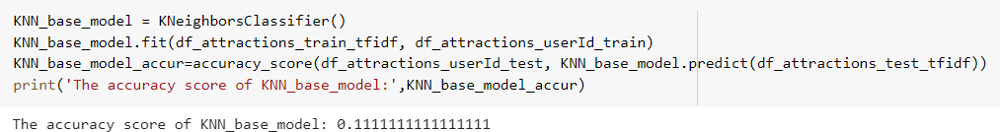 KNN_base_model = KNeighborsClassifier()
KNN_base_model.fit(df_attractions_train_tfidf, df_attractions_userId_train)
KNN_base_model_accur=accuracy_score(df_attractions_userId_test, KNN_base_model.predict(df_attractions_test_tfidf))
print('The accuracy score of KNN_base_model:',KNN_base_model_accur)
The accuracy score of KNN_base_model: 0.1111111111111111